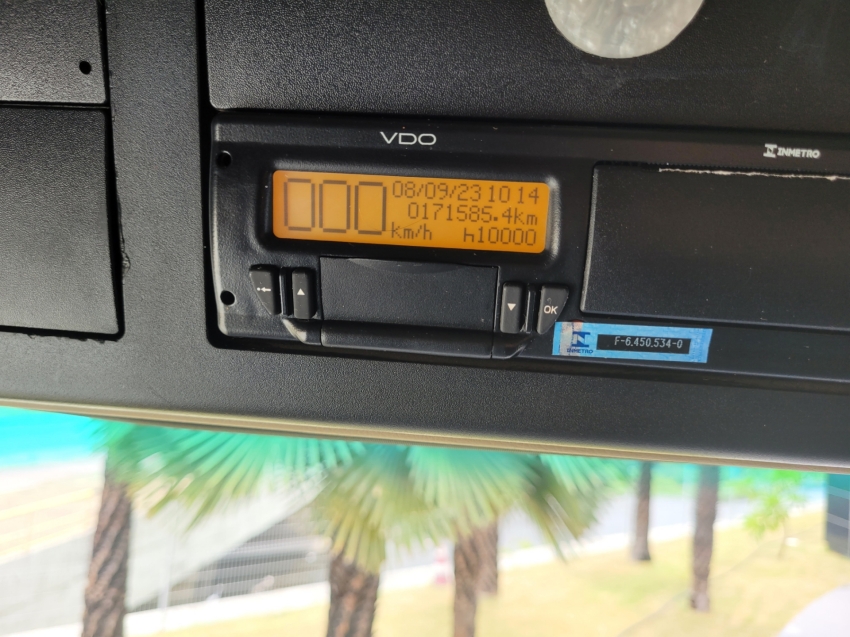 VDO
INMETRO
000 km/h
08/09/23 10 14
0171585.4km
h10000
OK
INMETRO
F-6.450.534-0